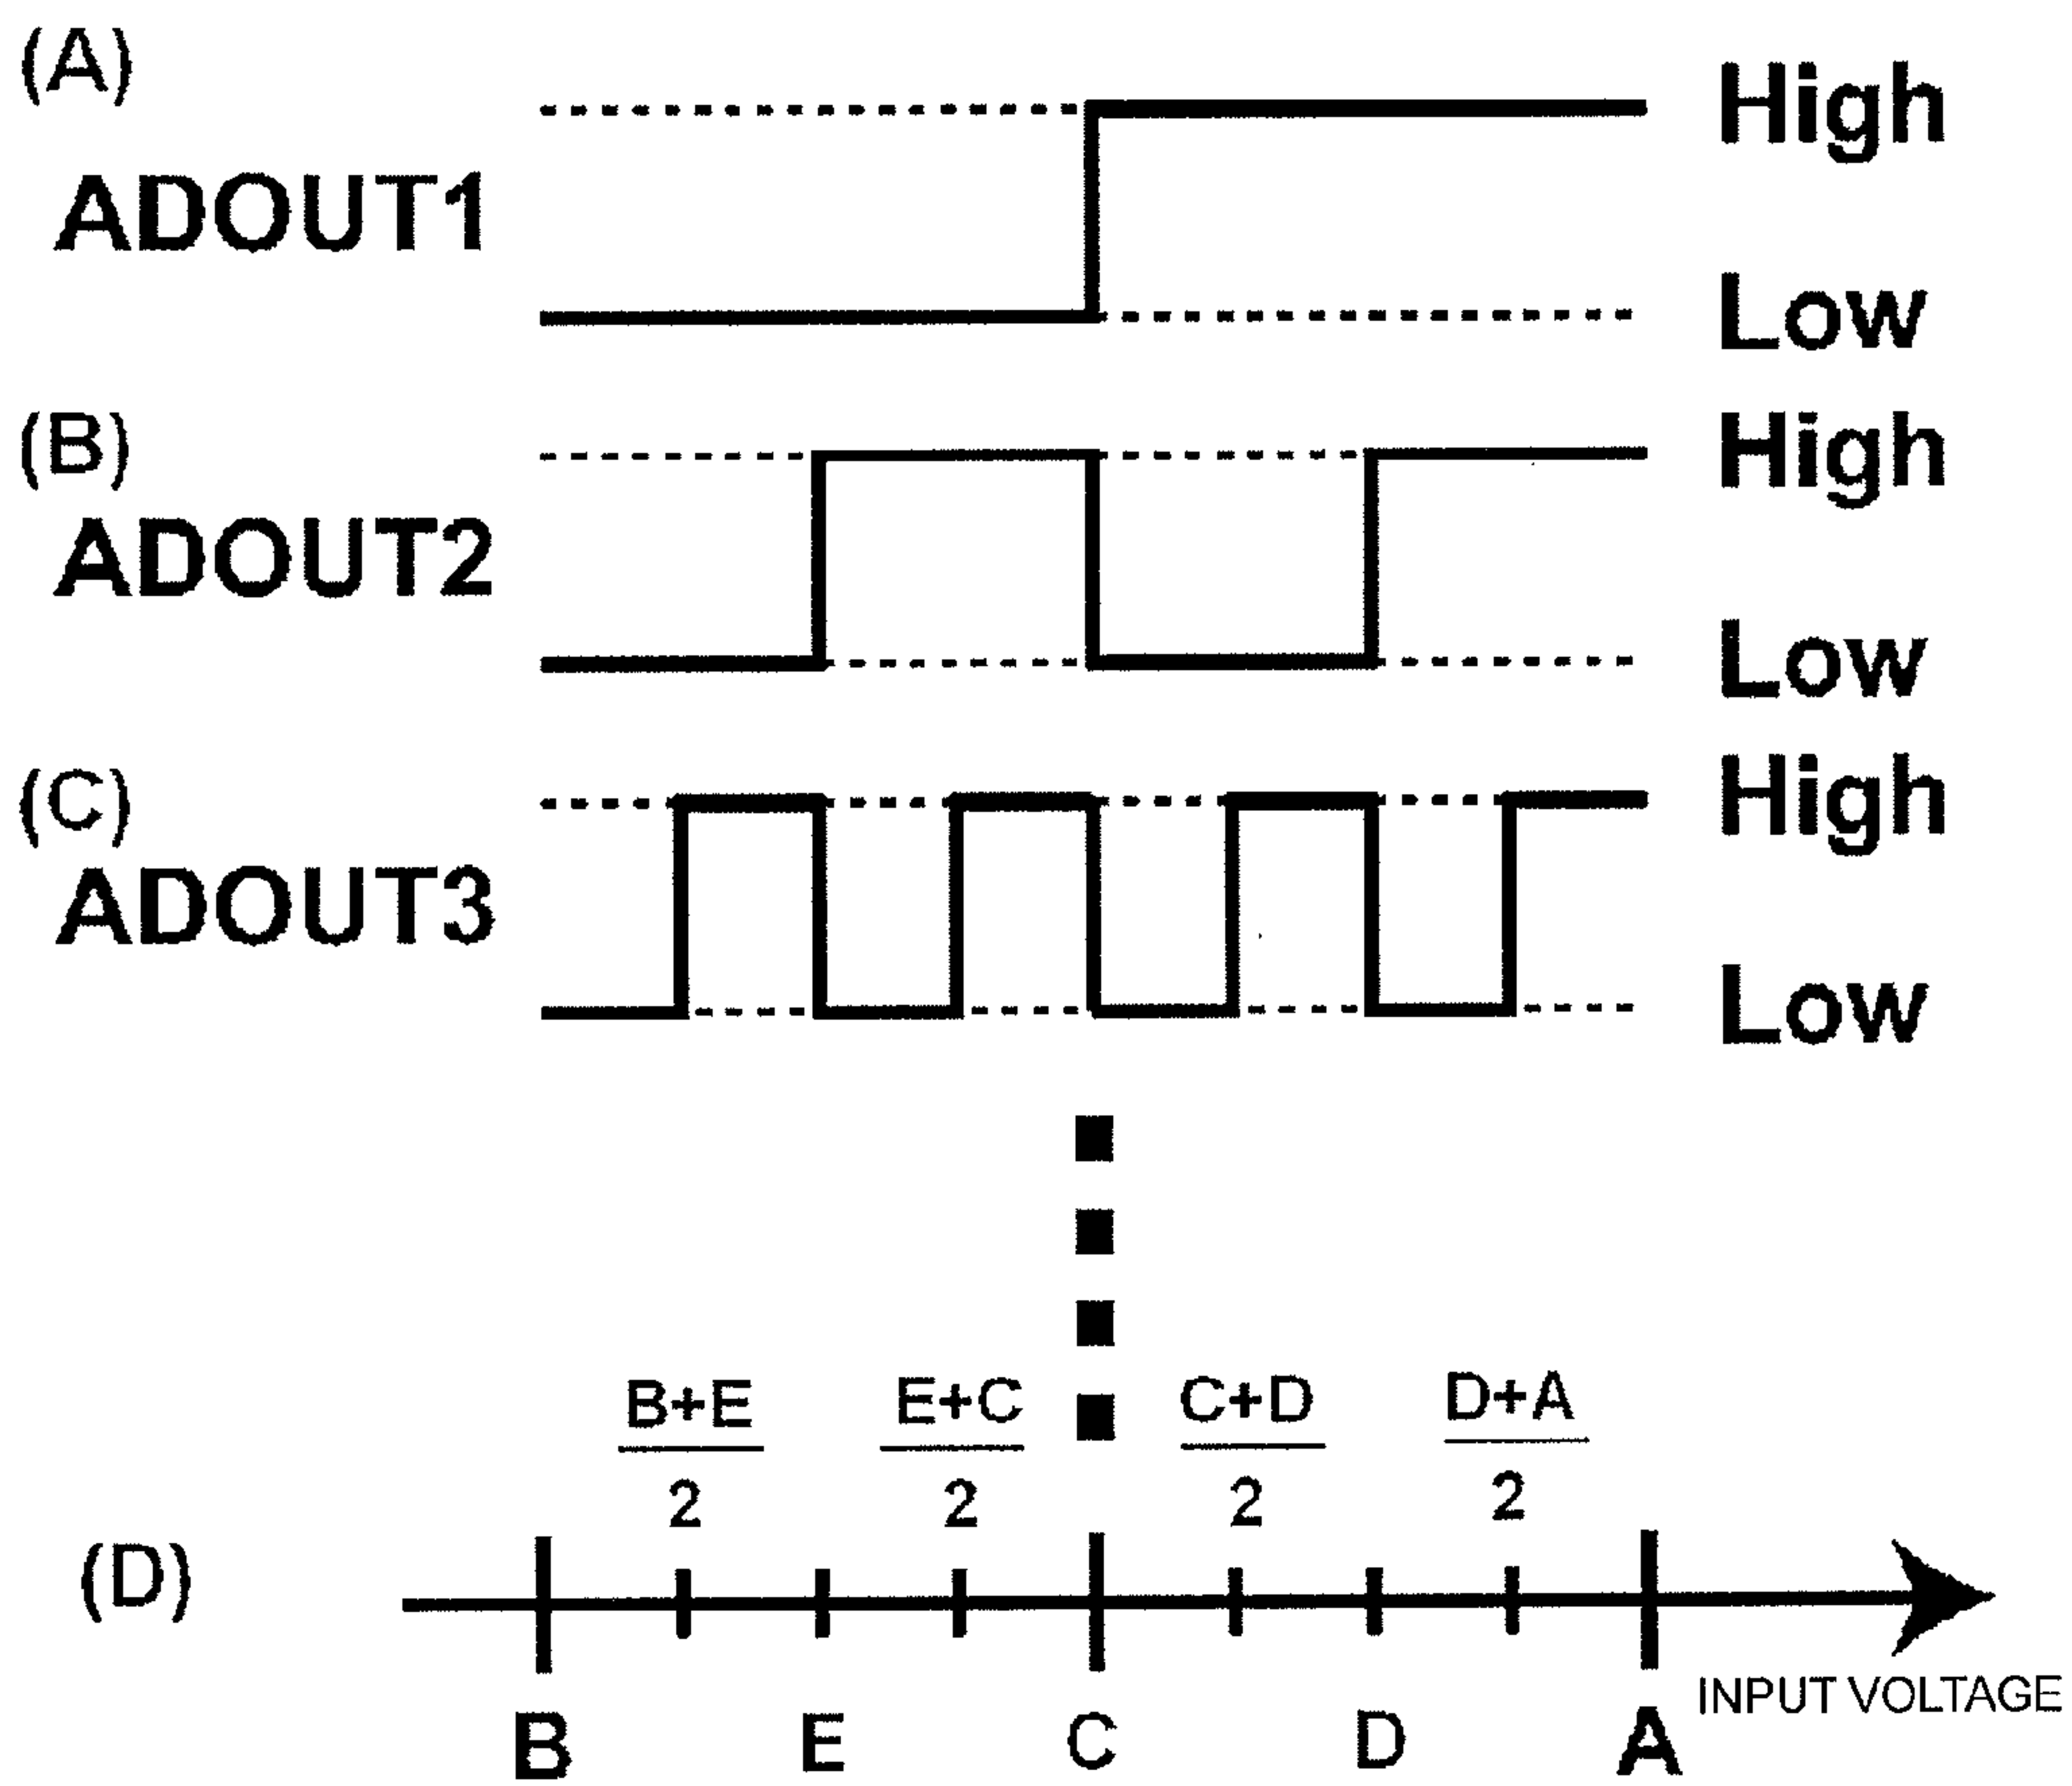 (A)
High
ADOUT1
Low
(B)
High
ADOUT2
Low
(C)
High
ADOUT3
Low
B+E E+C C+D D+A
2 2 2 2
(D)
INPUT VOLTAGE
B E C D A